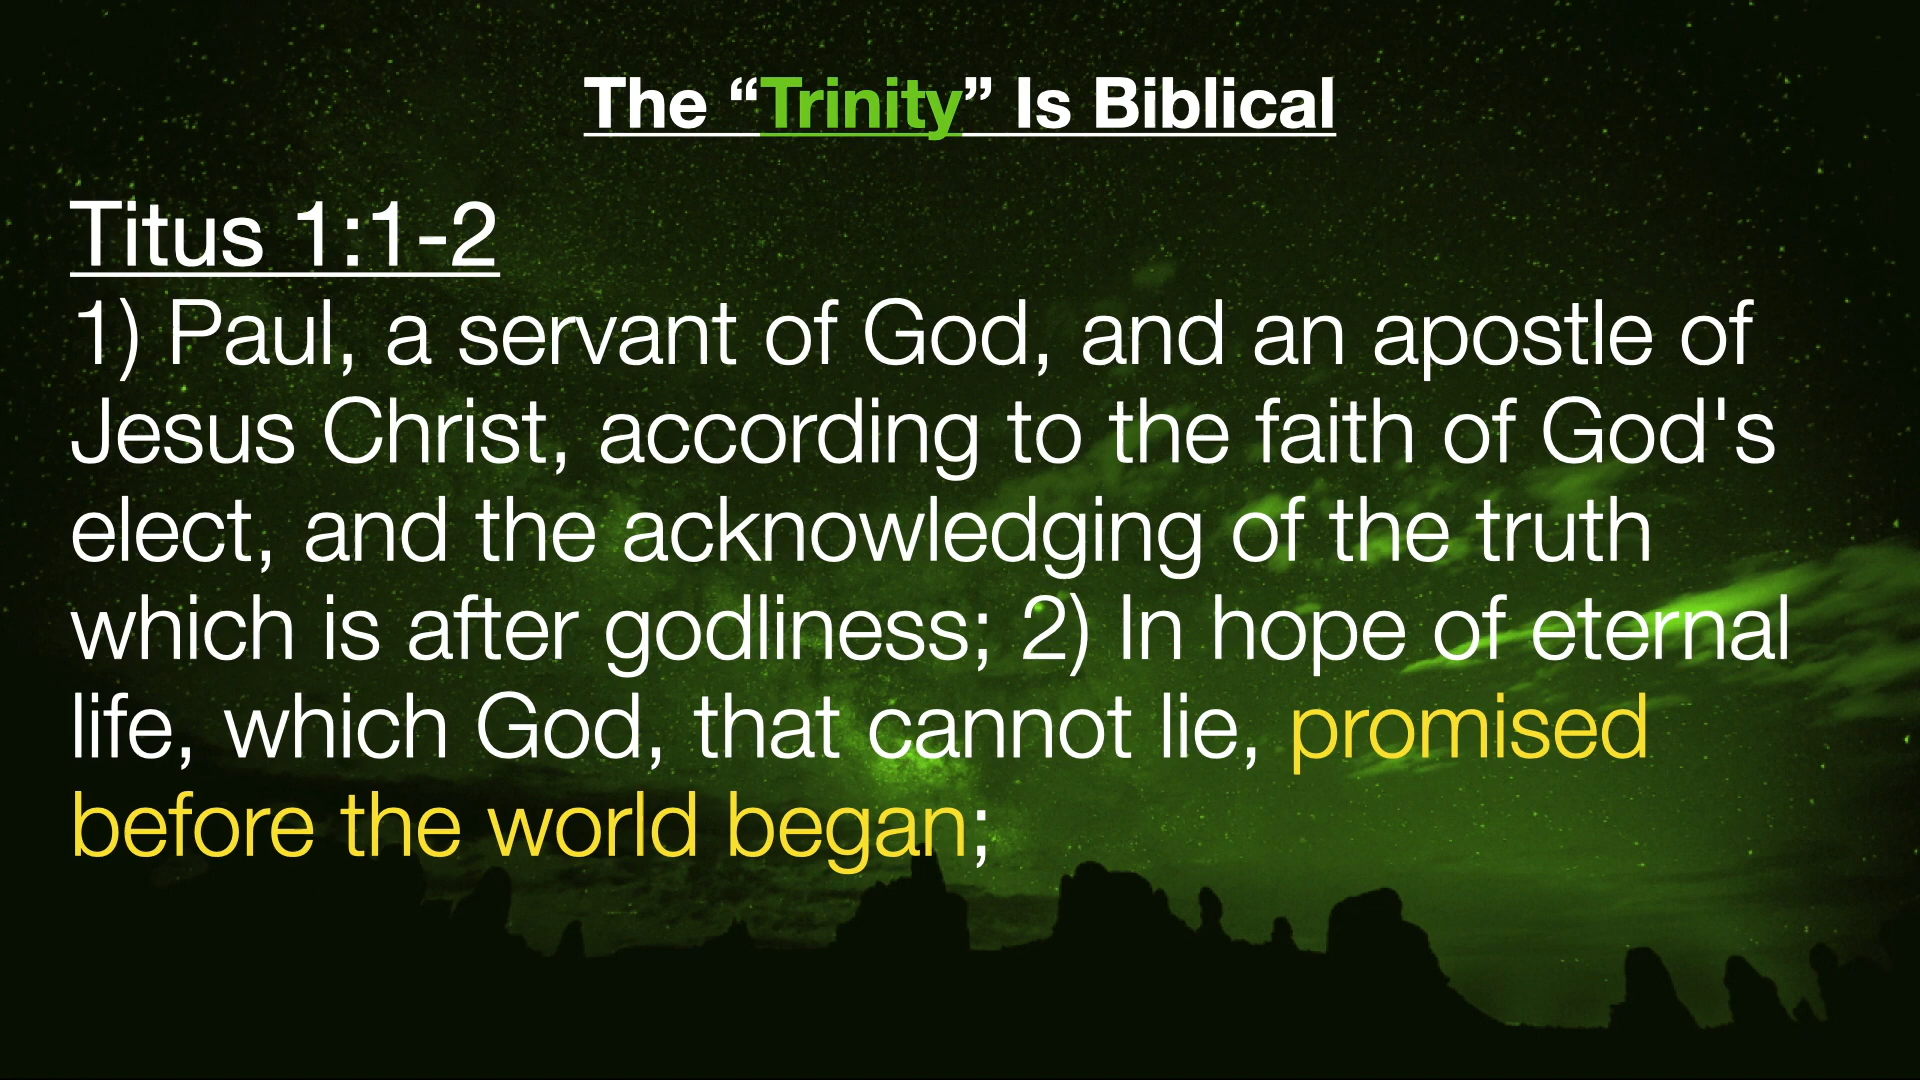 The “Trinity” Is Biblical
Titus 1:1-2
1) Paul, a servant of God, and an apostle of
Jesus Christ, according to the faith of God's
elect, and the acknowledging of the truth
which is after godliness; 2) In hope of eternal
life, which God, that cannot lie, promised
before the world began;